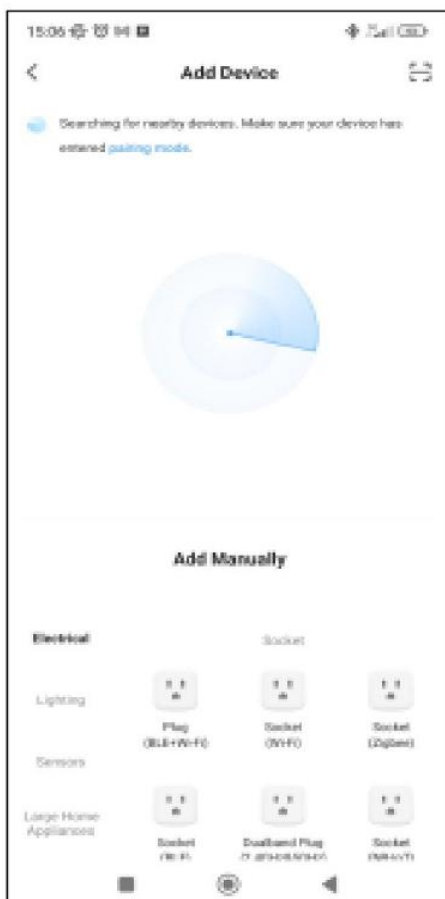 15:06
Add Device
Searching for nearby devices. Make sure your device has
entered pairing mode.
Add Manually
Electrical
Socket
Lighting
Plug
(BLE+Wi-Fi)
Socket
(Wi-Fi)
Socket
(Zigbee)
Sensors
Large Home
Appliances
Socket
Dualband Plug
Socket